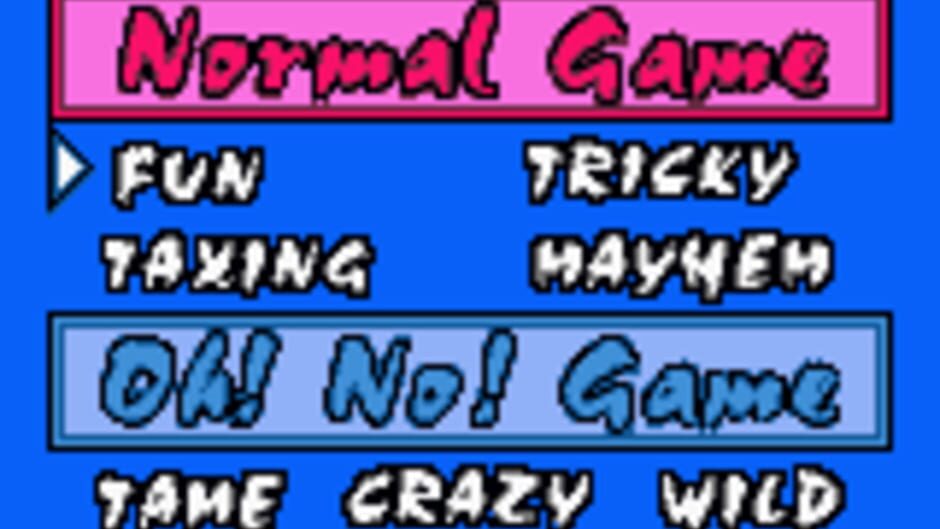 Normal Game
FUN TRICKY
TAXING MAYHEM
Oh! No! Game
TAME CRAZY WILD